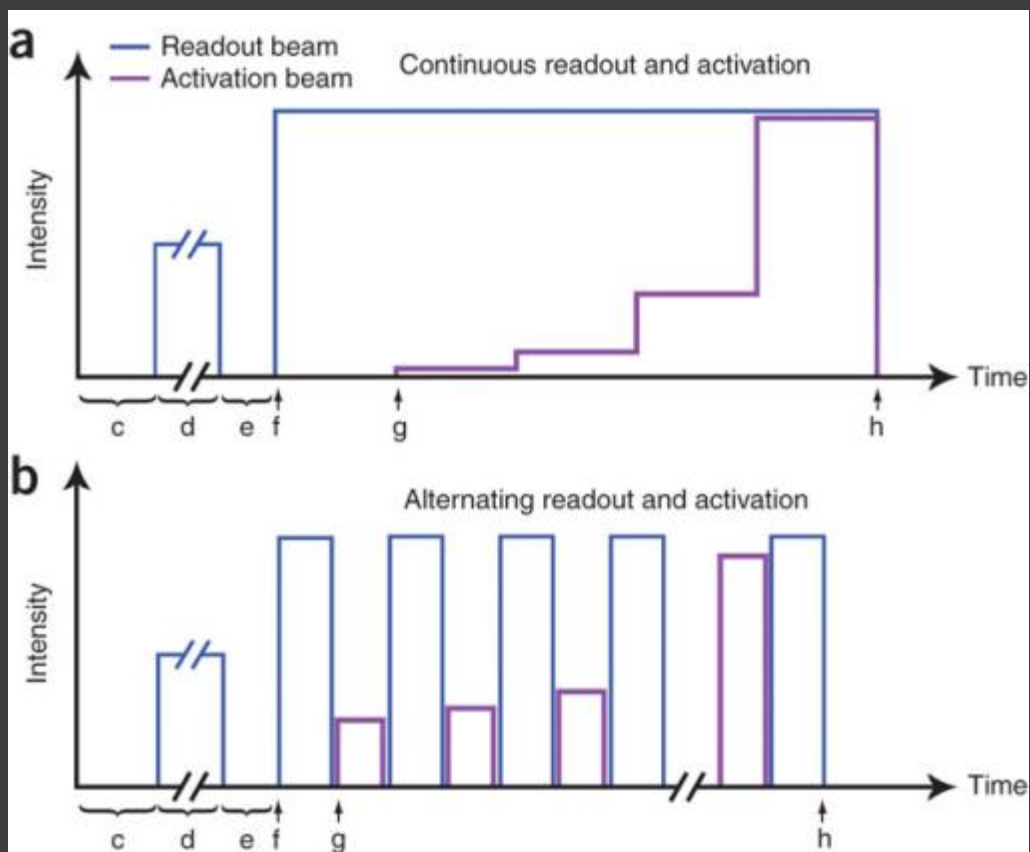 a
Readout beam
Activation beam
Continuous readout and activation
Intensity
Time
c d e f g h
b
Alternating readout and activation
Intensity
Time
c d e f g h